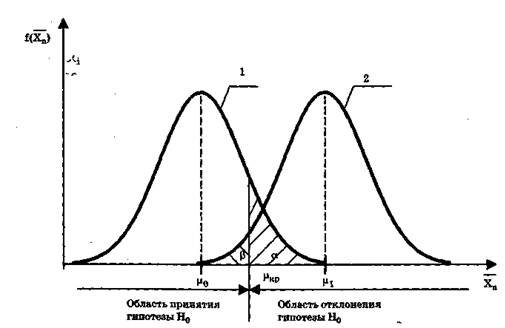 f(X̄ₙ)
1
2
β
α
μ₀
μкр
μ₁
X̄ₙ
Область принятия
гипотезы H₀
Область отклонения
гипотезы H₀